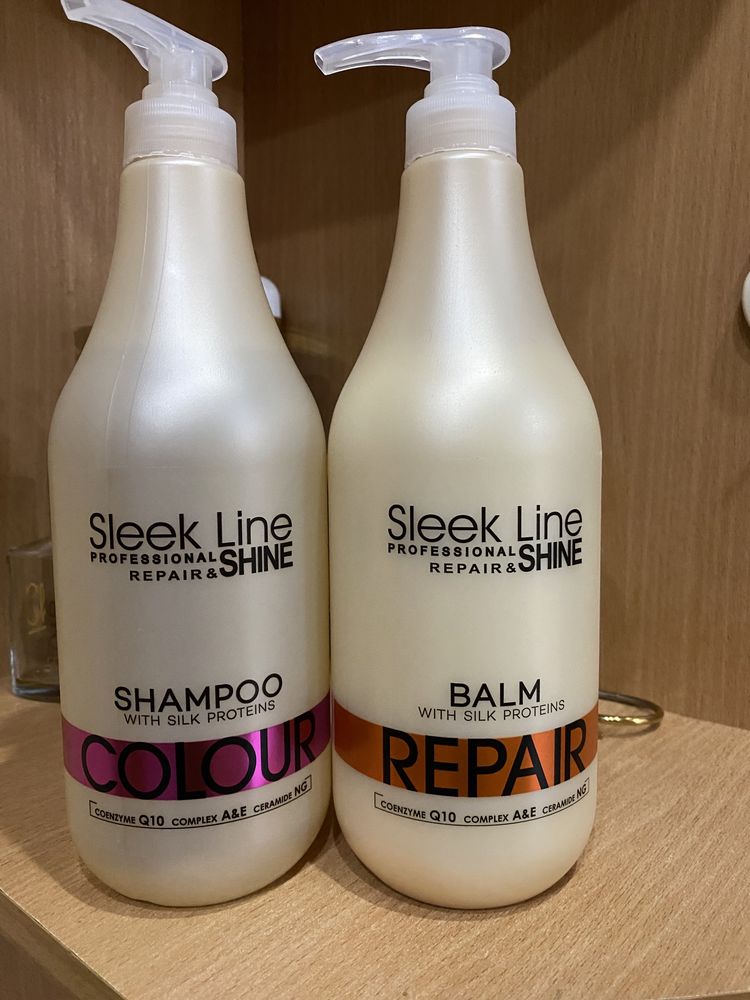 Sleek Line
PROFESSIONAL SHINE
REPAIR &
SHAMPOO
WITH SILK PROTEINS
COLOUR
COENZYME Q10 COMPLEX A&E CERAMIDE NG
Sleek Line
PROFESSIONAL SHINE
REPAIR &
BALM
WITH SILK PROTEINS
REPAIR
COENZYME Q10 COMPLEX A&E CERAMIDE NG